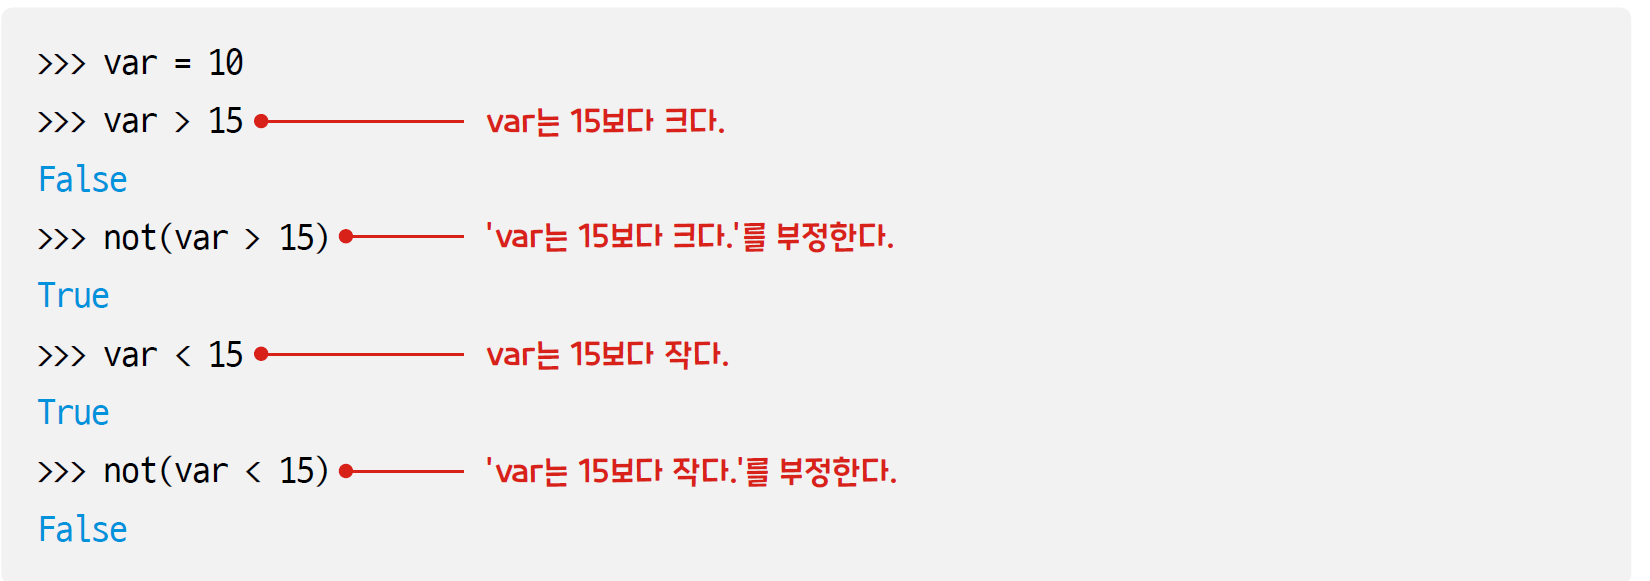 >>> var = 10
>>> var > 15 var는 15보다 크다.
False
>>> not(var > 15) 'var는 15보다 크다.'를 부정한다.
True
>>> var < 15 var는 15보다 작다.
True
>>> not(var < 15) 'var는 15보다 작다.'를 부정한다.
False